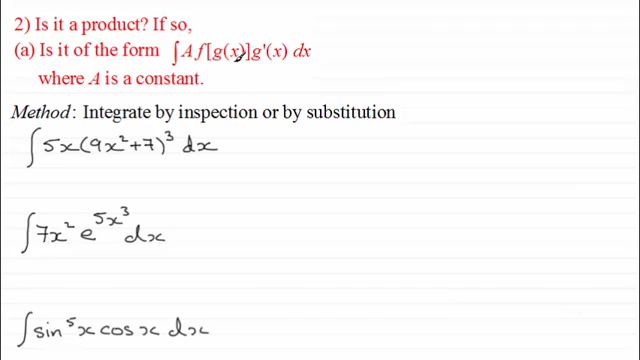 2) Is it a product? If so,
(a) Is it of the form ∫A f[g(x)]g'(x) dx
where A is a constant.
Method: Integrate by inspection or by substitution
∫5x(9x²+7)³ dx
∫7x² e^{5x³} dx
∫sin⁵x cosx dx